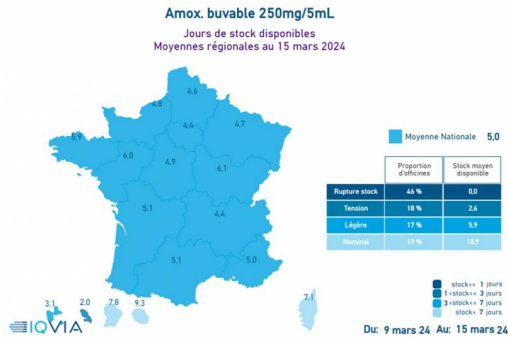 Amox. buvable 250mg/5mL
Jours de stock disponibles
Moyennes régionales au 15 mars 2024
4,6
4,8
4,4
4,7
5,9
6,0
4,9
6,1
5,1
4,4
5,1
5,0
7,1
3,1
2,0
7,8
9,3
Moyenne Nationale 5,0
Proportion d'officines Stock moyen disponible
Rupture stock 46 % 0,0
Tension 18 % 2,6
Légère 17 % 5,9
Nominal 19 % 18,9
stock<= 1 jours
1<stock<= 3 jours
3<stock<= 7 jours
stock> 7 jours
IQVIA
Du: 9 mars 24 Au: 15 mars 24